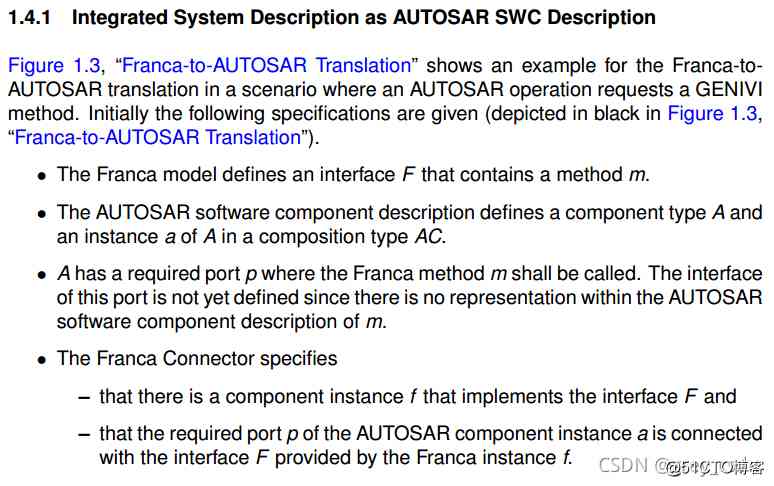 1.4.1 Integrated System Description as AUTOSAR SWC Description
Figure 1.3, “Franca-to-AUTOSAR Translation” shows an example for the Franca-to-
AUTOSAR translation in a scenario where an AUTOSAR operation requests a GENIVI
method. Initially the following specifications are given (depicted in black in Figure 1.3,
“Franca-to-AUTOSAR Translation”).
• The Franca model defines an interface F that contains a method m.
• The AUTOSAR software component description defines a component type A and
an instance a of A in a composition type AC.
• A has a required port p where the Franca method m shall be called. The interface
of this port is not yet defined since there is no representation within the AUTOSAR
software component description of m.
• The Franca Connector specifies
– that there is a component instance f that implements the interface F and
– that the required port p of the AUTOSAR component instance a is connected
with the interface F provided by the Franca instance f.
CSDN @51CTO博客